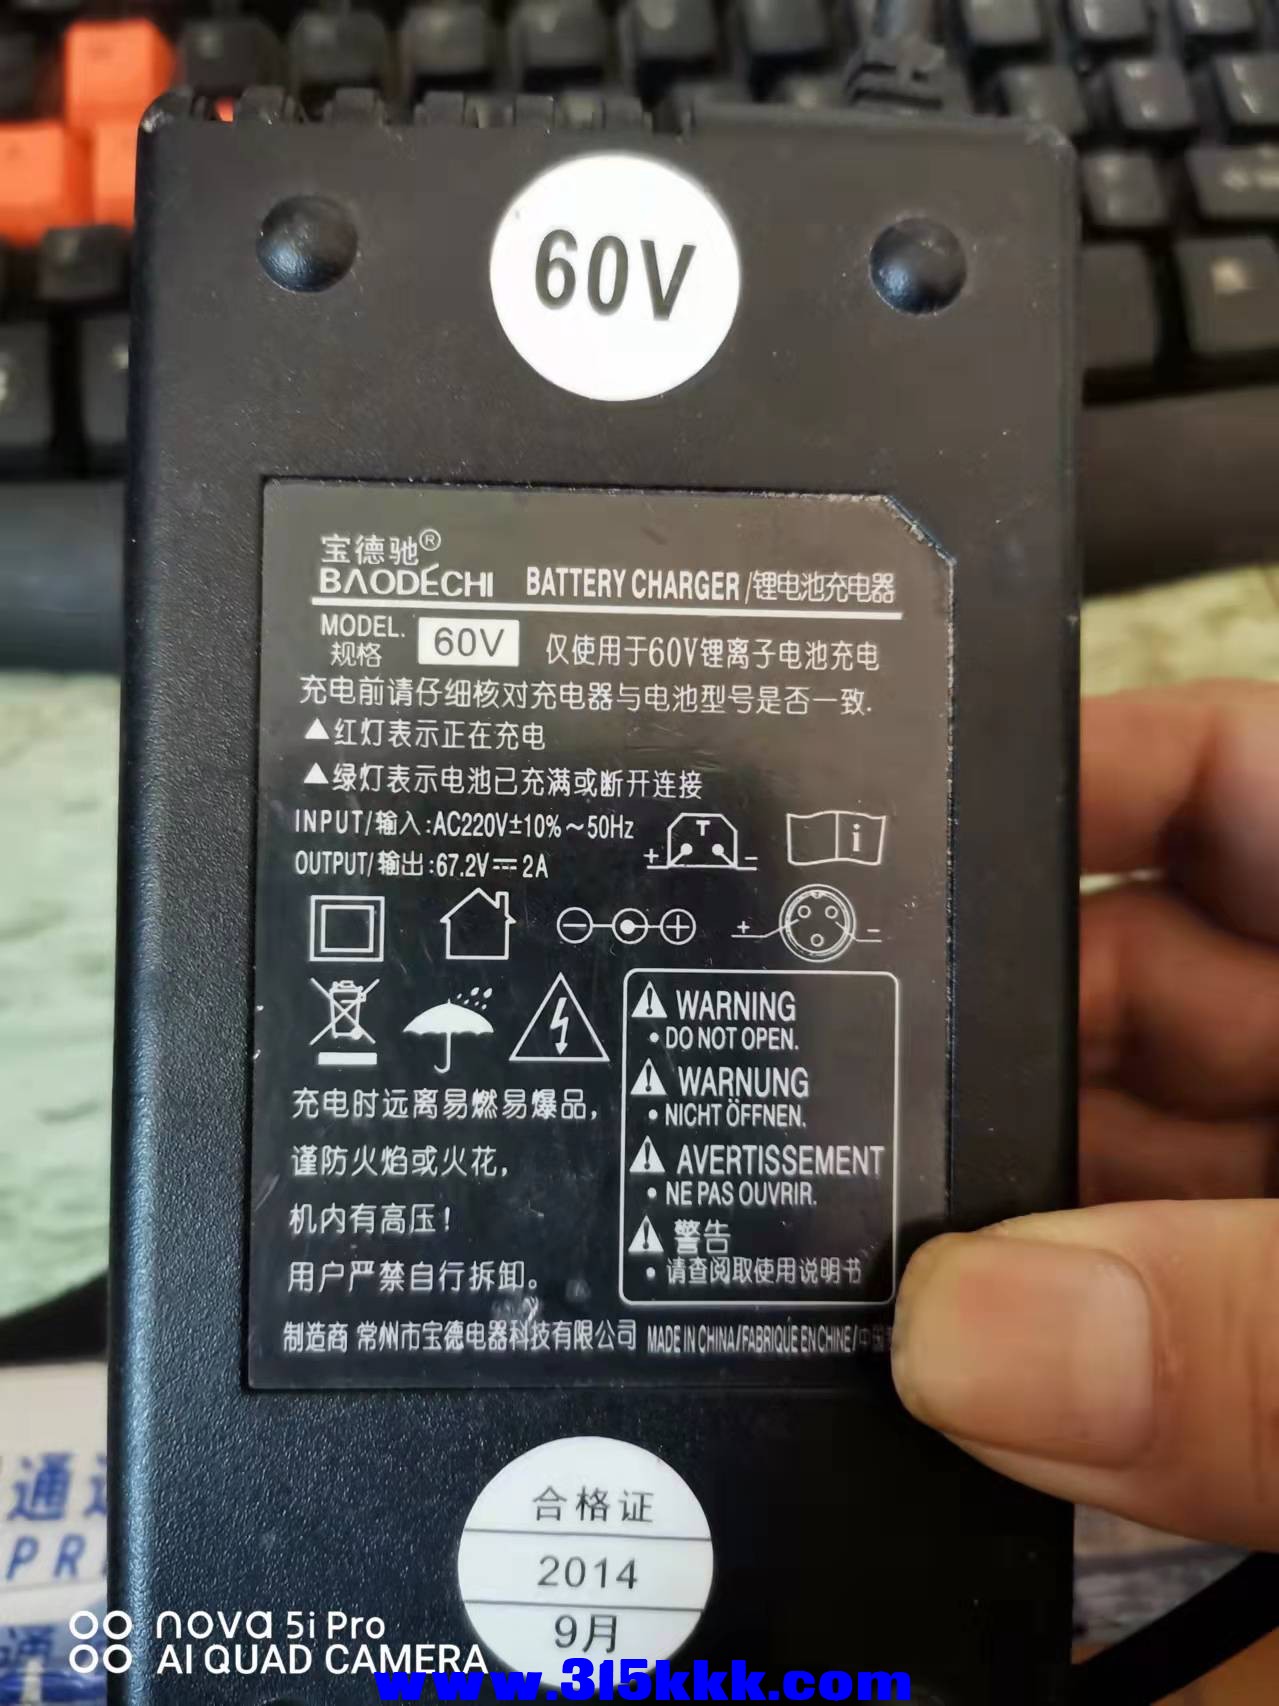 60V
宝德驰®
BAODÉCHI BATTERY CHARGER/锂电池充电器
MODEL. 60V 仅使用于60V锂离子电池充电
规格
充电前请仔细核对充电器与电池型号是否一致.
▲红灯表示正在充电
▲绿灯表示电池已充满或断开连接
INPUT/输入:AC220V±10%~50Hz
OUTPUT/输出:67.2V⎓2A
T
+ −
i
− +
+ −
WARNING
• DO NOT OPEN.
WARNUNG
• NICHT ÖFFNEN.
AVERTISSEMENT
• NE PAS OUVRIR.
警告
• 请查阅取使用说明书
充电时远离易燃易爆品,
谨防火焰或火花,
机内有高压!
用户严禁自行拆卸。
制造商 常州市宝德电器科技有限公司 MADE IN CHINA/FABRIQUÉ EN CHINE/中国
合格证
2014
9月
通
PR
通
nova 5i Pro
AI QUAD CAMERA
www.315kkk.com